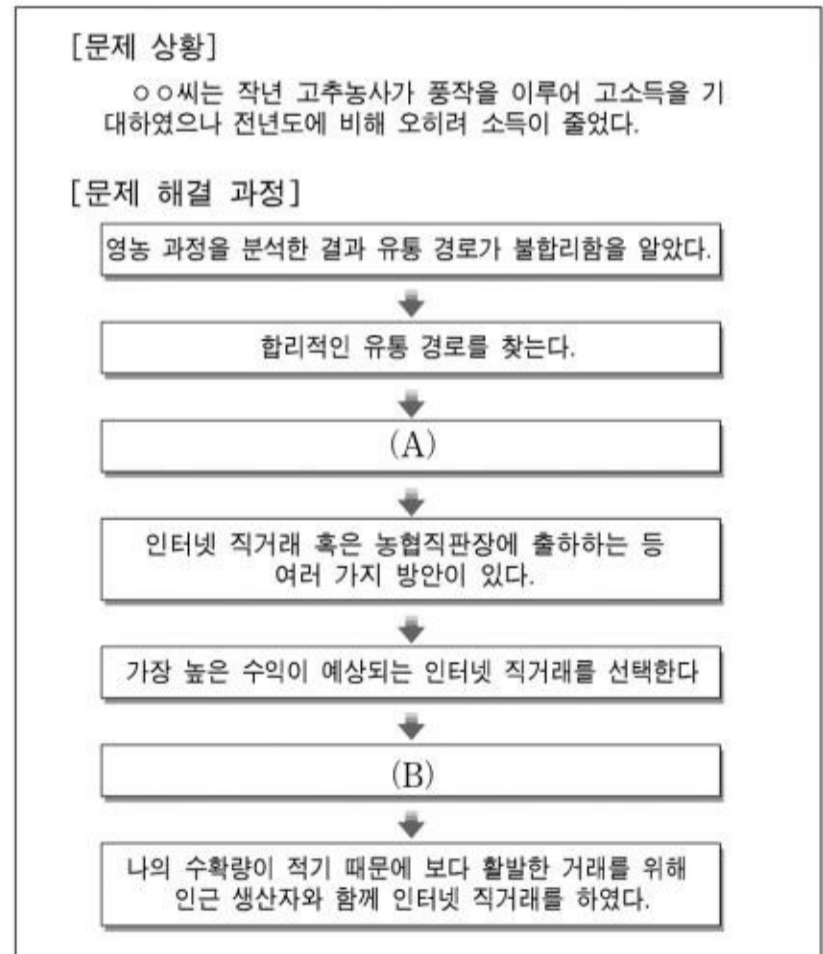 [문제 상황]
ㅇㅇ씨는 작년 고추농사가 풍작을 이루어 고소득을 기
대하였으나 전년도에 비해 오히려 소득이 줄었다.
[문제 해결 과정]
영농 과정을 분석한 결과 유통 경로가 불합리함을 알았다.
합리적인 유통 경로를 찾는다.
(A)
인터넷 직거래 혹은 농협직판장에 출하하는 등
여러 가지 방안이 있다.
가장 높은 수익이 예상되는 인터넷 직거래를 선택한다
(B)
나의 수확량이 적기 때문에 보다 활발한 거래를 위해
인근 생산자와 함께 인터넷 직거래를 하였다.